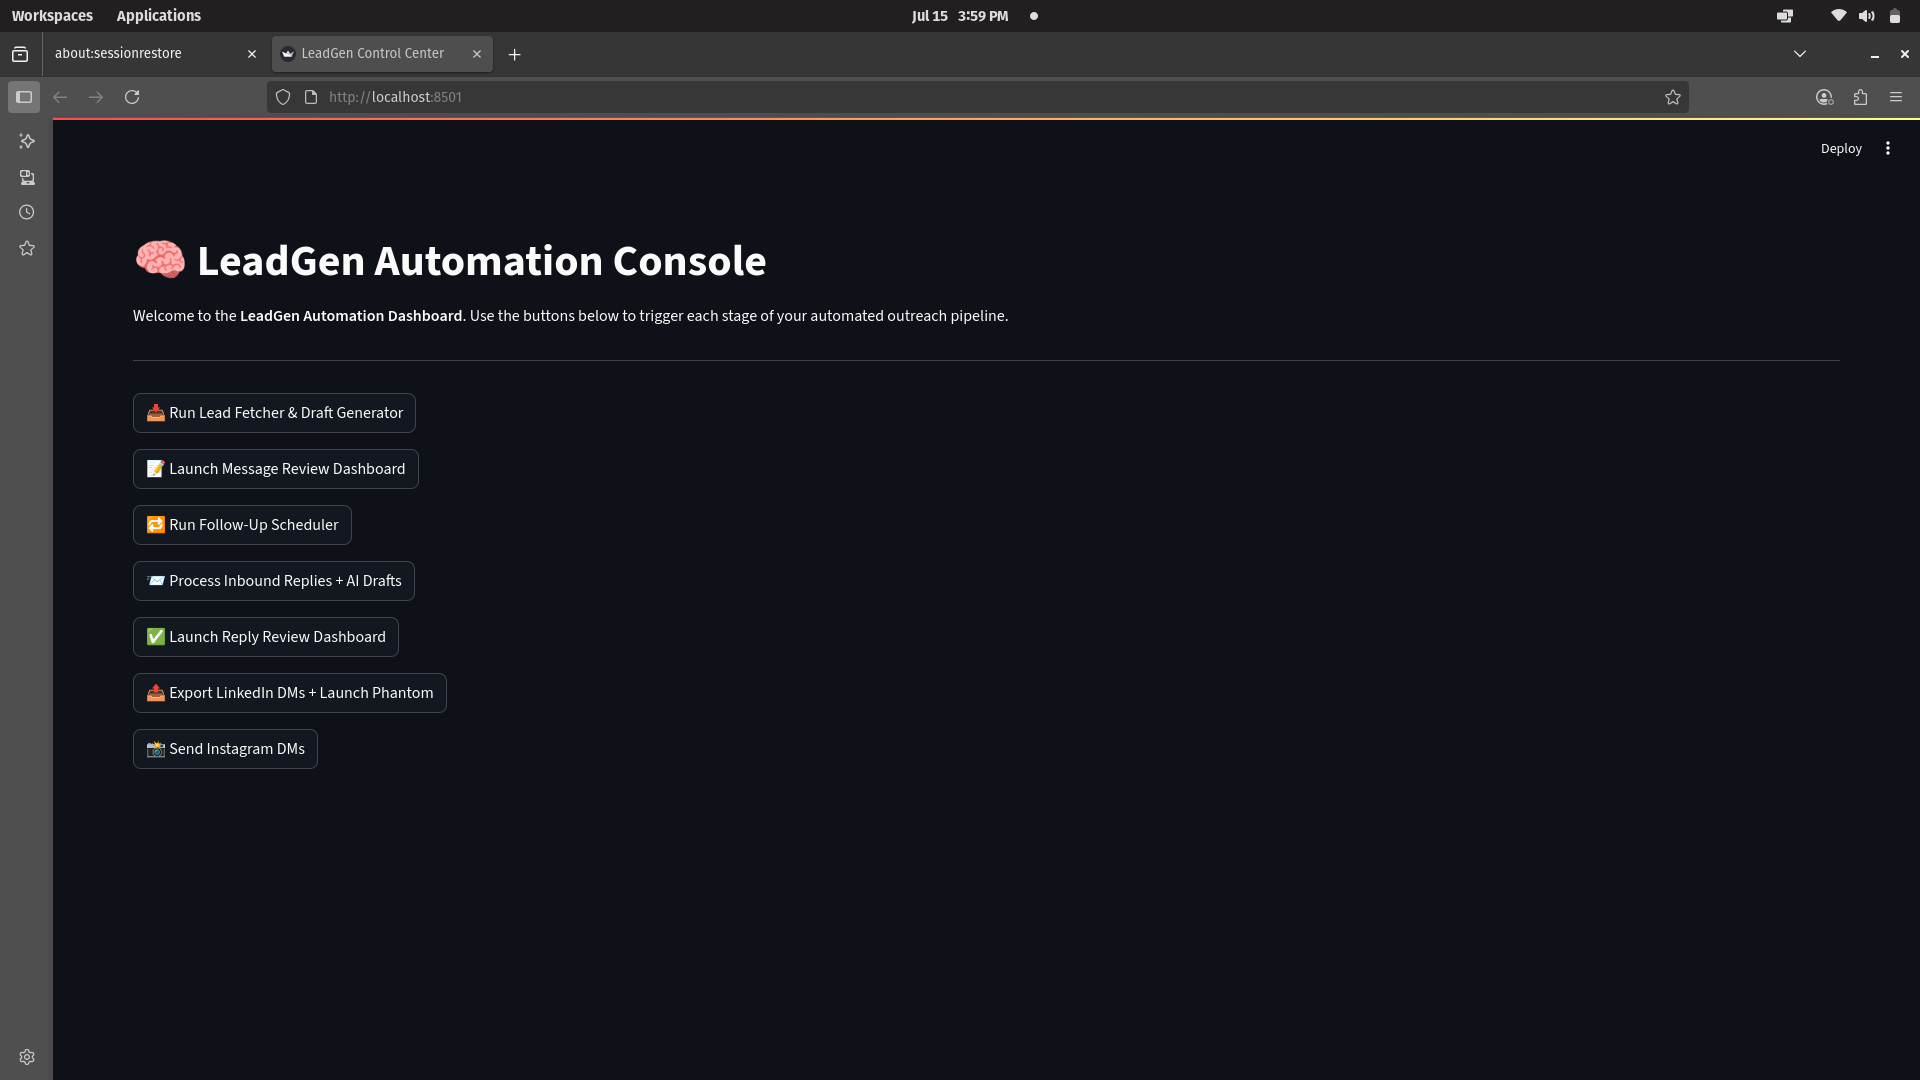 Workspaces Applications Jul 15 3:59 PM
about:sessionrestore LeadGen Control Center
http://localhost:8501
Deploy
LeadGen Automation Console
Welcome to the LeadGen Automation Dashboard. Use the buttons below to trigger each stage of your automated outreach pipeline.
Run Lead Fetcher & Draft Generator
Launch Message Review Dashboard
Run Follow-Up Scheduler
Process Inbound Replies + AI Drafts
Launch Reply Review Dashboard
Export LinkedIn DMs + Launch Phantom
Send Instagram DMs